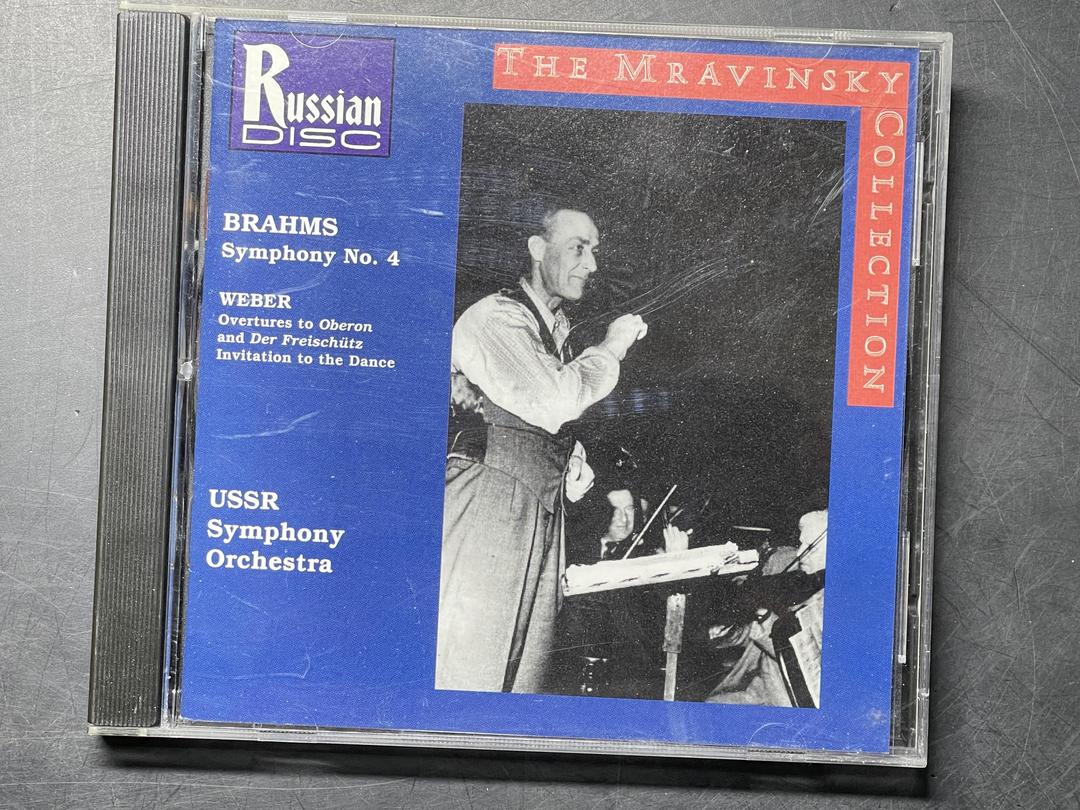 Russian
DISC
THE MRAVINSKY
COLLECTION
BRAHMS
Symphony No. 4
WEBER
Overtures to Oberon
and Der Freischütz
Invitation to the Dance
USSR
Symphony
Orchestra